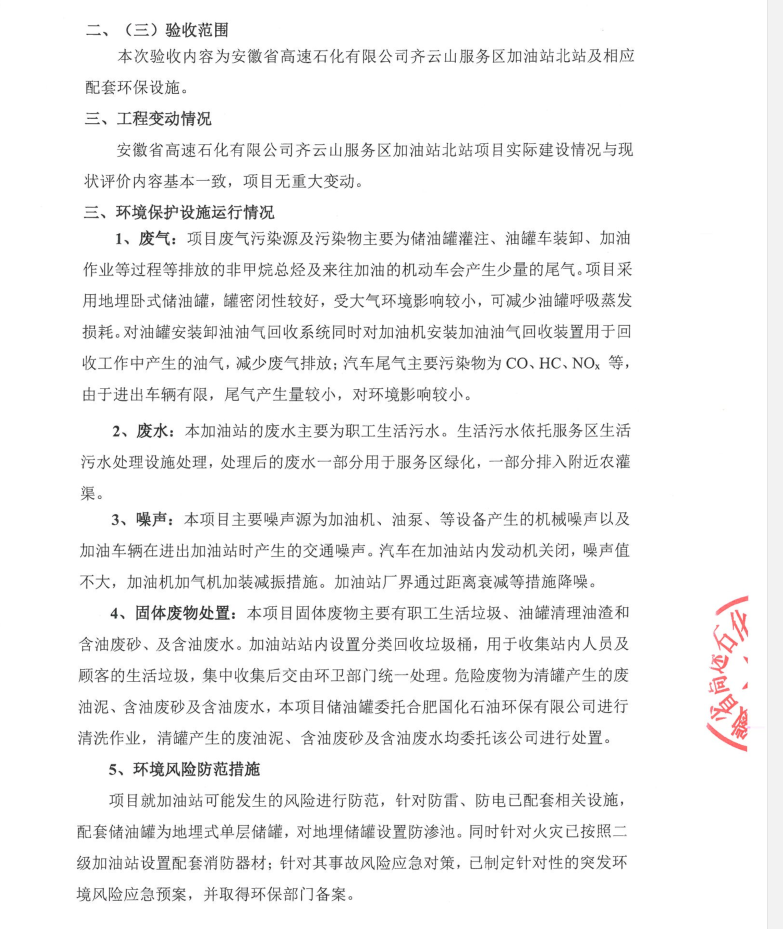 二、（三）验收范围
本次验收内容为安徽省高速石化有限公司齐云山服务区加油站北站及相应
配套环保设施。
三、工程变动情况
安徽省高速石化有限公司齐云山服务区加油站北站项目实际建设情况与现
状评价内容基本一致，项目无重大变动。
三、环境保护设施运行情况
1、废气：项目废气污染源及污染物主要为储油罐灌注、油罐车装卸、加油
作业等过程等排放的非甲烷总烃及来往加油的机动车会产生少量的尾气。项目采
用地埋卧式储油罐，罐密闭性较好，受大气环境影响较小，可减少油罐呼吸蒸发
损耗。对油罐安装卸油油气回收系统同时对加油机安装加油油气回收装置用于回
收工作中产生的油气，减少废气排放；汽车尾气主要污染物为 CO、HC、NOx 等，
由于进出车辆有限，尾气产生量较小，对环境影响较小。
2、废水：本加油站的废水主要为职工生活污水。生活污水依托服务区生活
污水处理设施处理，处理后的废水一部分用于服务区绿化，一部分排入附近农灌
渠。
3、噪声：本项目主要噪声源为加油机、油泵、等设备产生的机械噪声以及
加油车辆在进出加油站时产生的交通噪声。汽车在加油站内发动机关闭，噪声值
不大，加油机加气机加装减振措施。加油站厂界通过距离衰减等措施降噪。
4、固体废物处置：本项目固体废物主要有职工生活垃圾、油罐清理油渣和
含油废砂、及含油废水。加油站站内设置分类回收垃圾桶，用于收集站内人员及
顾客的生活垃圾，集中收集后交由环卫部门统一处理。危险废物为清罐产生的废
油泥、含油废砂及含油废水，本项目储油罐委托合肥国化石油环保有限公司进行
清洗作业，清罐产生的废油泥、含油废砂及含油废水均委托该公司进行处置。
5、环境风险防范措施
项目就加油站可能发生的风险进行防范，针对防雷、防电已配套相关设施，
配套储油罐为地埋式单层储罐，对地埋储罐设置防渗池。同时针对火灾已按照二
级加油站设置配套消防器材；针对其事故风险应急对策，已制定针对性的突发环
境风险应急预案，并取得环保部门备案。